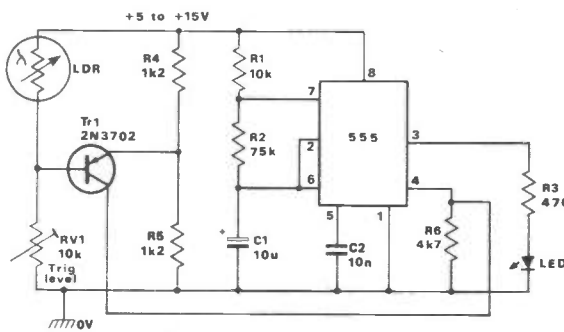 +5 to +15V
LDR
R4
1k2
R1
10k
8
7
Tr1
2N3702
R2
75k
2
555
3
6
4
R3
470
5
1
RV1
10k
Trig
level
R5
1k2
+
C1
10u
C2
10n
R6
4k7
LED
0V